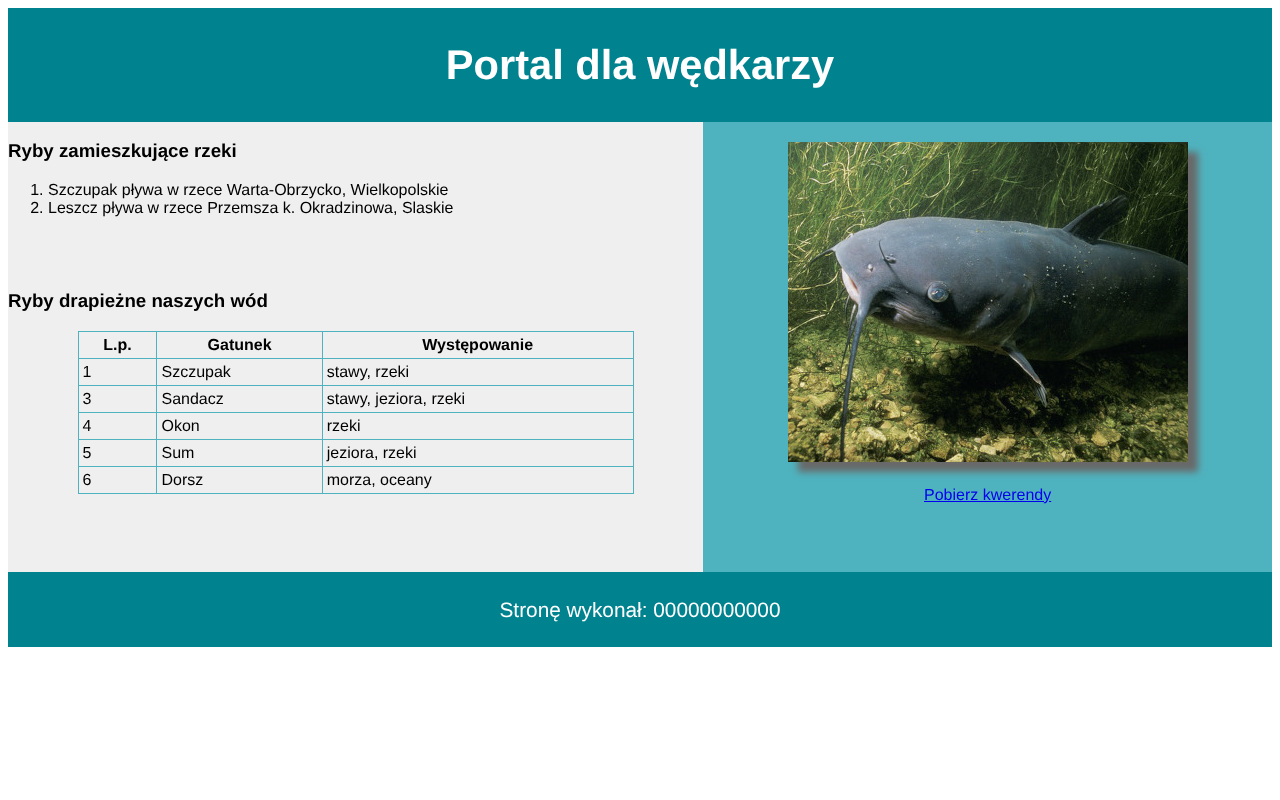 Portal dla wędkarzy
Ryby zamieszkujące rzeki
1. Szczupak pływa w rzece Warta-Obrzycko, Wielkopolskie
2. Leszcz pływa w rzece Przemsza k. Okradzinowa, Slaskie
Ryby drapieżne naszych wód
L.p. Gatunek Występowanie
1 Szczupak stawy, rzeki
3 Sandacz stawy, jeziora, rzeki
4 Okon rzeki
5 Sum jeziora, rzeki
6 Dorsz morza, oceany
Pobierz kwerendy
Stronę wykonał: 00000000000